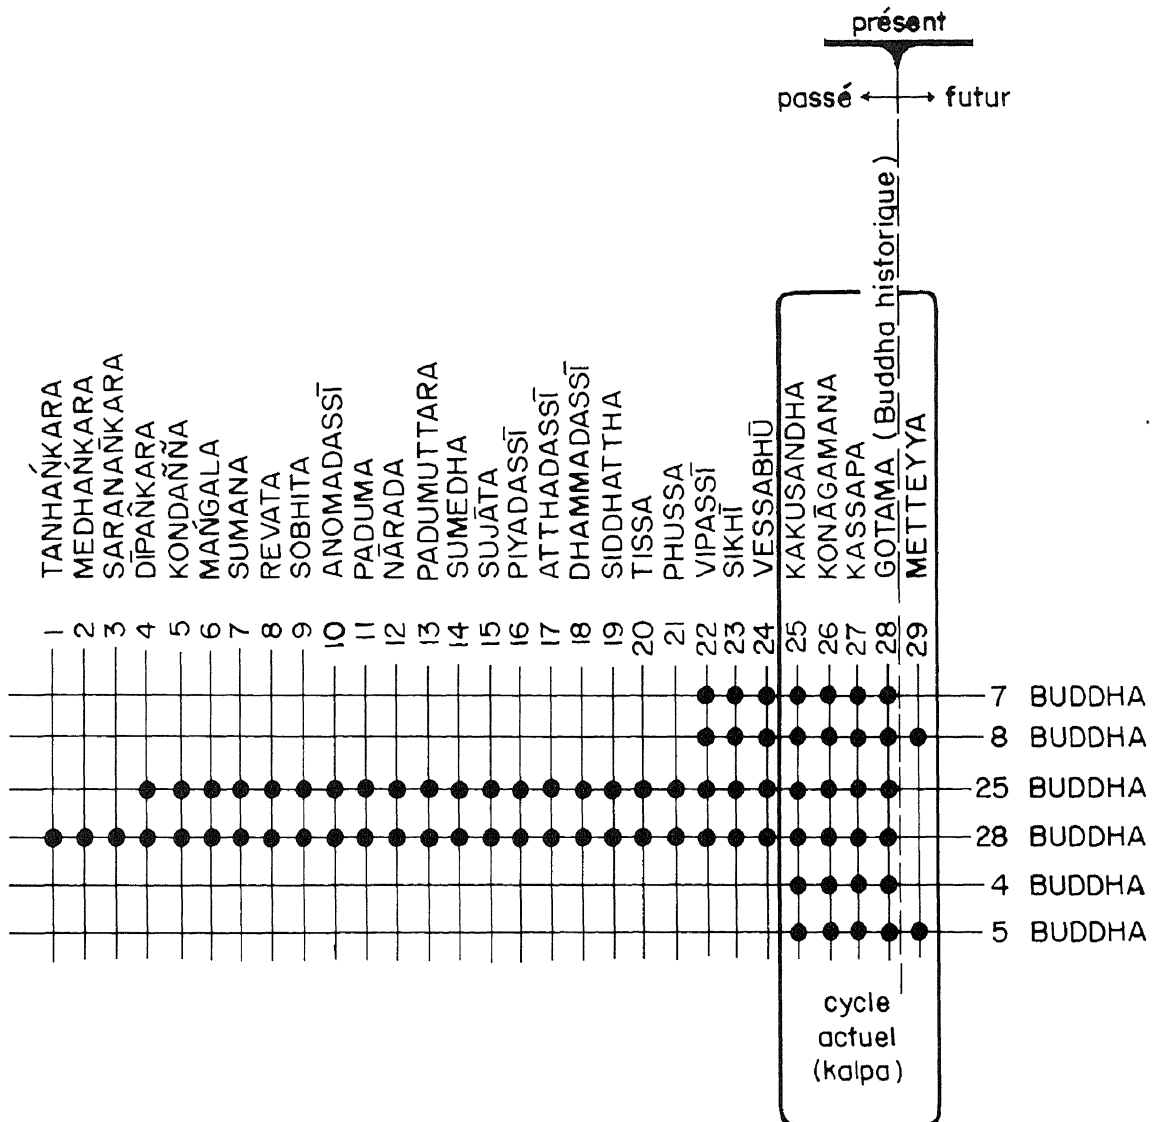 présent
passé
futur
TANHAŃKARA
MEDHAŃKARA
SARANAÑKARA
DĪPAÑKARA
KONDAÑÑA
MAŃGALA
SUMANA
REVATA
SOBHITA
ANOMADASSĪ
PADUMA
NĀRADA
PADUMUTTARA
SUMEDHA
SUJĀTA
PIYADASSĪ
ATTHADASSĪ
DHAMMADASSĪ
SIDDHATTHA
TISSA
PHUSSA
VIPASSĪ
SIKHĪ
VESSABHŪ
KAKUSANDHA
KONĀGAMANA
KASSAPA
GOTAMA (Buddha historique)
METTEYYA
1 2 3 4 5 6 7 8 9 10 11 12 13 14 15 16 17 18 19 20 21 22 23 24 25 26 27 28 29
7 BUDDHA
8 BUDDHA
25 BUDDHA
28 BUDDHA
4 BUDDHA
5 BUDDHA
cycle
actuel
(kalpa)